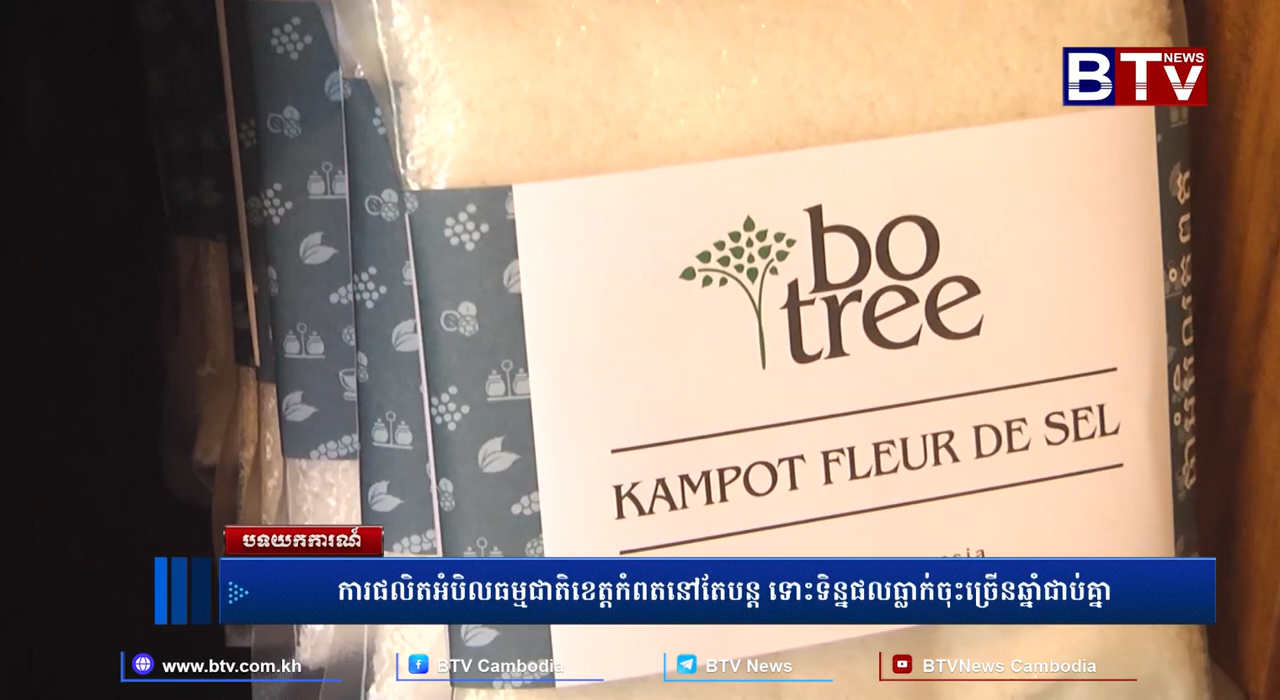 BTV NEWS
bo
tree
KAMPOT FLEUR DE SEL
បទយកការណ៍
ការផលិតអំបិលធម្មជាតិខេត្តកំពតនៅតែបន្ត ទោះទិន្នផលធ្លាក់ចុះច្រើនឆ្នាំជាប់គ្នា
www.btv.com.kh
BTV Cambodia
BTV News
BTVNews Cambodia